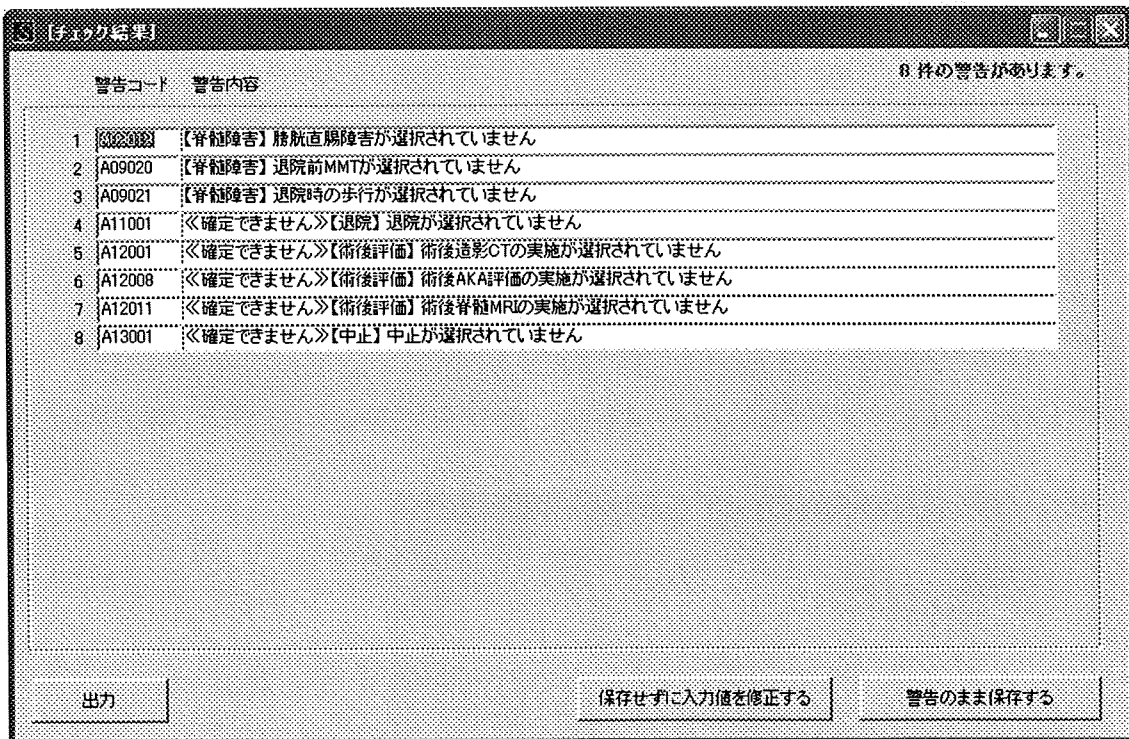 [チェック結果]
8 件の警告があります。
警告コード 警告内容
1 【脊髄障害】膀胱直腸障害が選択されていません
2 A09020 【脊髄障害】退院前MMTが選択されていません
3 A09021 【脊髄障害】退院時の歩行が選択されていません
4 A11001 ≪確定できません≫【退院】退院が選択されていません
5 A12001 ≪確定できません≫【術後評価】術後造影CTの実施が選択されていません
6 A12008 ≪確定できません≫【術後評価】術後AKA評価の実施が選択されていません
7 A12011 ≪確定できません≫【術後評価】術後脊髄MRIの実施が選択されていません
8 A13001 ≪確定できません≫【中止】中止が選択されていません
出力 保存せずに入力値を修正する 警告のまま保存する